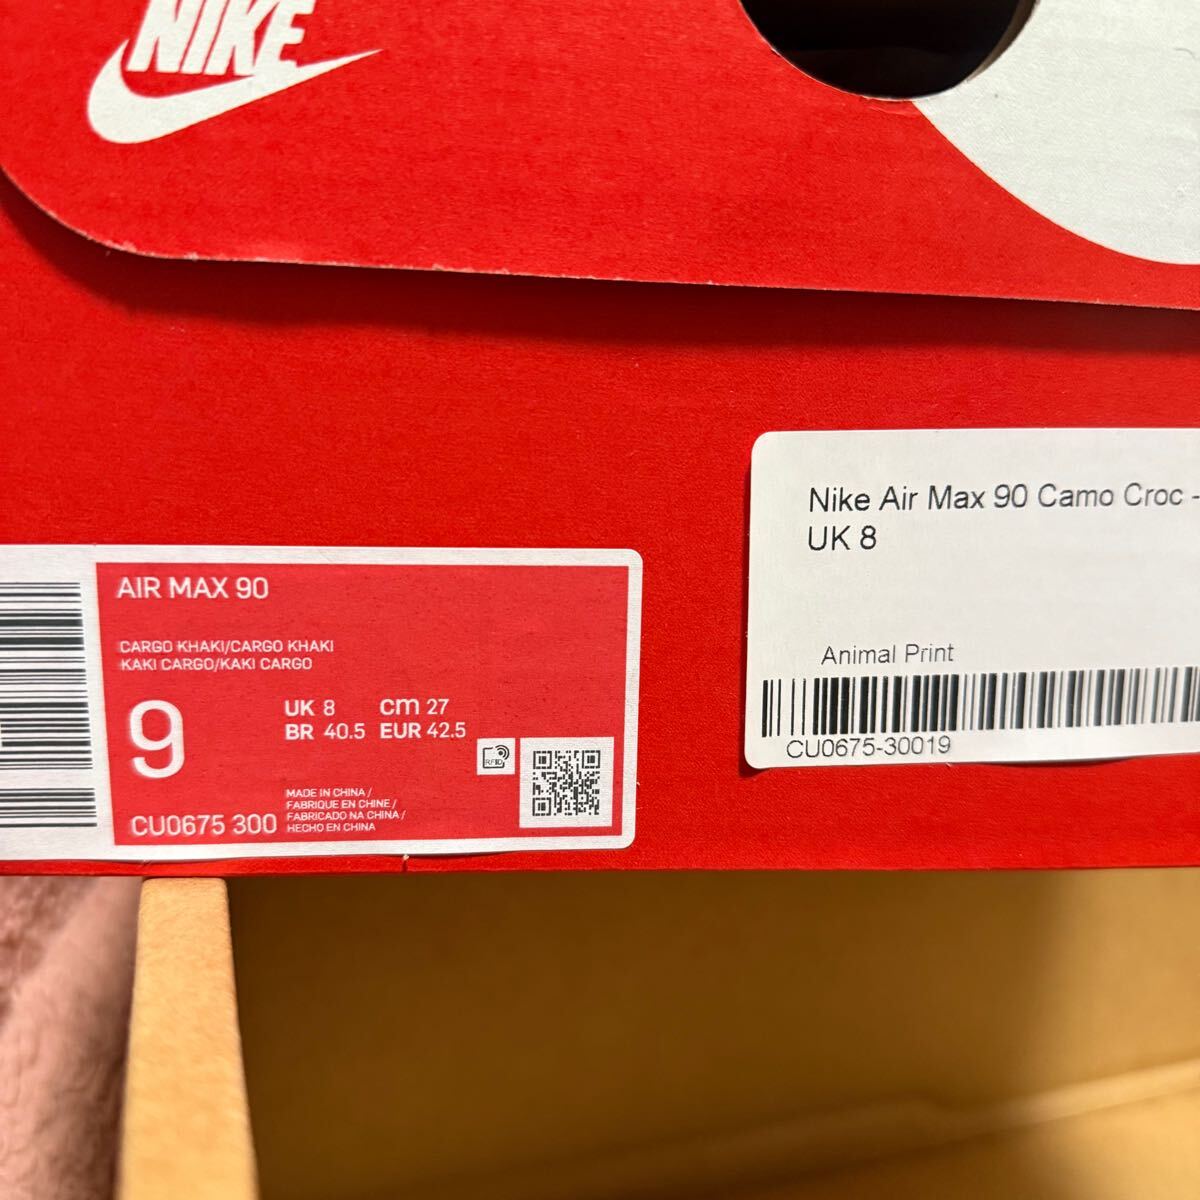 NIKE
AIR MAX 90
CARGO KHAKI/CARGO KHAKI
KAKI CARGO/KAKI CARGO
9
UK 8 cm 27
BR 40.5 EUR 42.5
RFID
MADE IN CHINA /
FABRIQUE EN CHINE /
FABRICADO NA CHINA /
HECHO EN CHINA
CU0675 300
Nike Air Max 90 Camo Croc -
UK 8
Animal Print
CU0675-30019